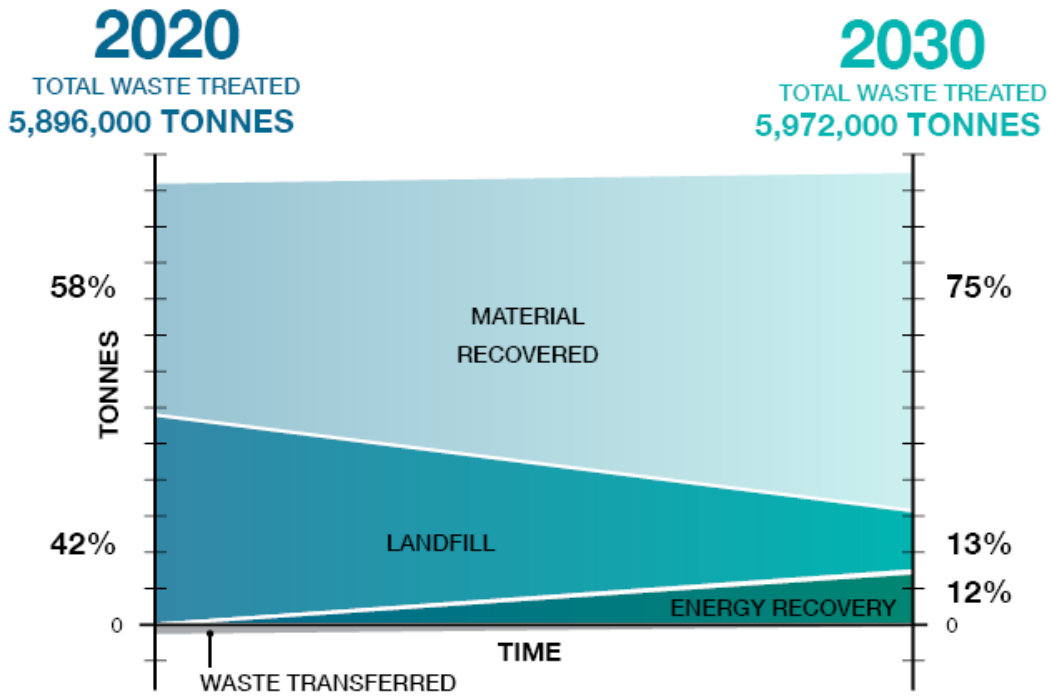 2020
TOTAL WASTE TREATED
5,896,000 TONNES
2030
TOTAL WASTE TREATED
5,972,000 TONNES
58%
75%
MATERIAL
RECOVERED
TONNES
42%
LANDFILL
13%
12%
ENERGY RECOVERY
0
0
TIME
WASTE TRANSFERRED